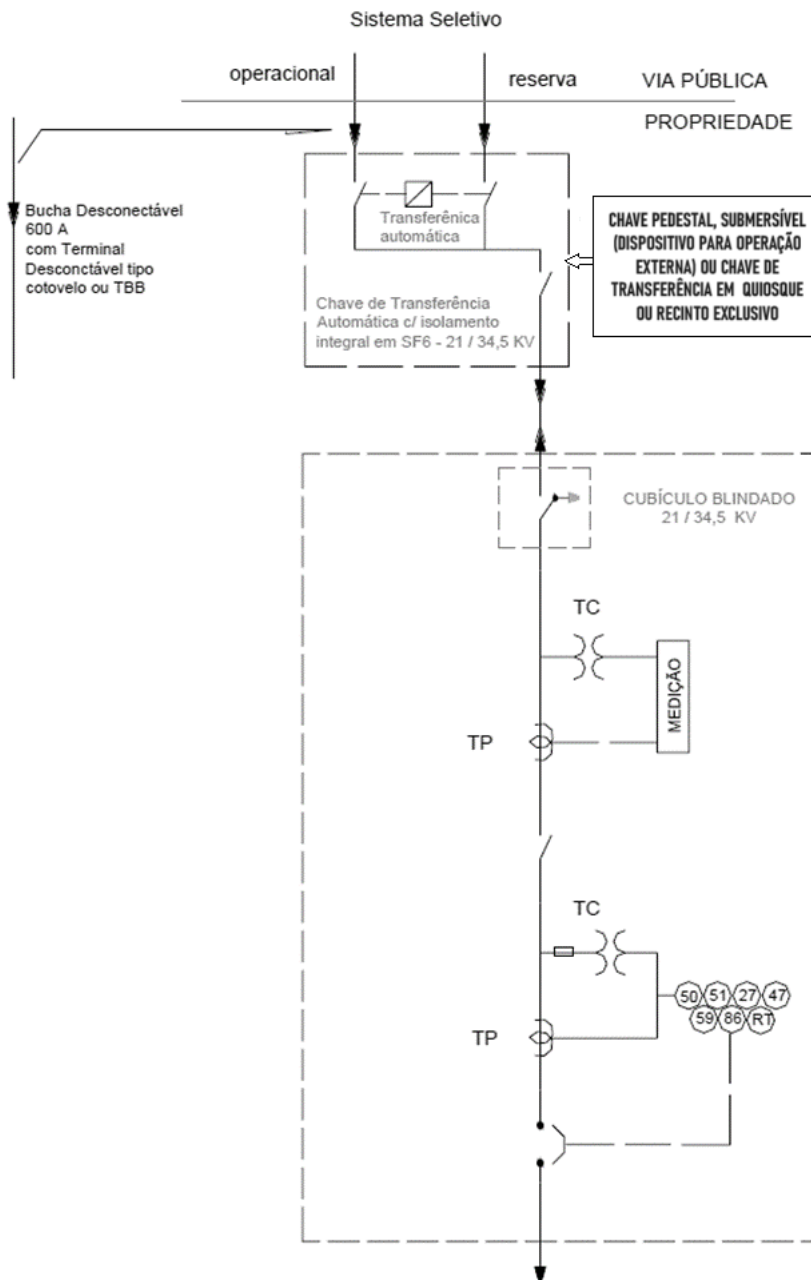 Sistema Seletivo
operacional
reserva
VIA PÚBLICA
PROPRIEDADE
Bucha Desconectável
600 A
com Terminal
Desconctável tipo
cotovelo ou TBB
Transferênica
automática
CHAVE PEDESTAL, SUBMERSÍVEL
(DISPOSITIVO PARA OPERAÇÃO
EXTERNA) OU CHAVE DE
TRANSFERÊNCIA EM QUIOSQUE
OU RECINTO EXCLUSIVO
Chave de Transferência
Automática c/ isolamento
integral em SF6 - 21 / 34,5 KV
CUBÍCULO BLINDADO
21 / 34,5 KV
TC
MEDIÇÃO
TP
TC
50 51 27 47
59 86 RT
TP